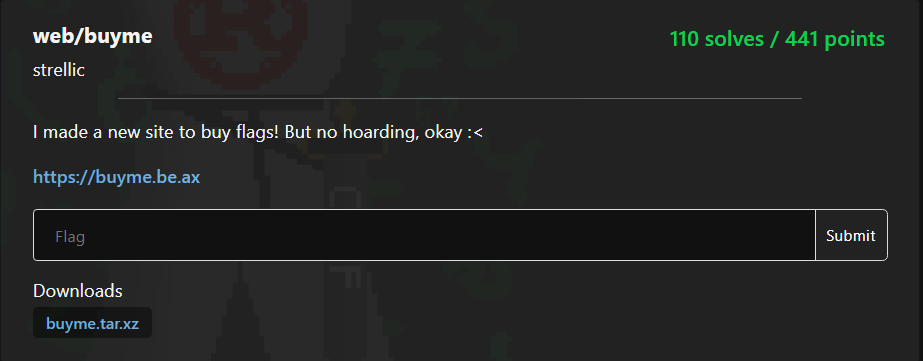 web/buyme
110 solves / 441 points
strellic
I made a new site to buy flags! But no hoarding, okay :<
https://buyme.be.ax
Flag
Submit
Downloads
buyme.tar.xz